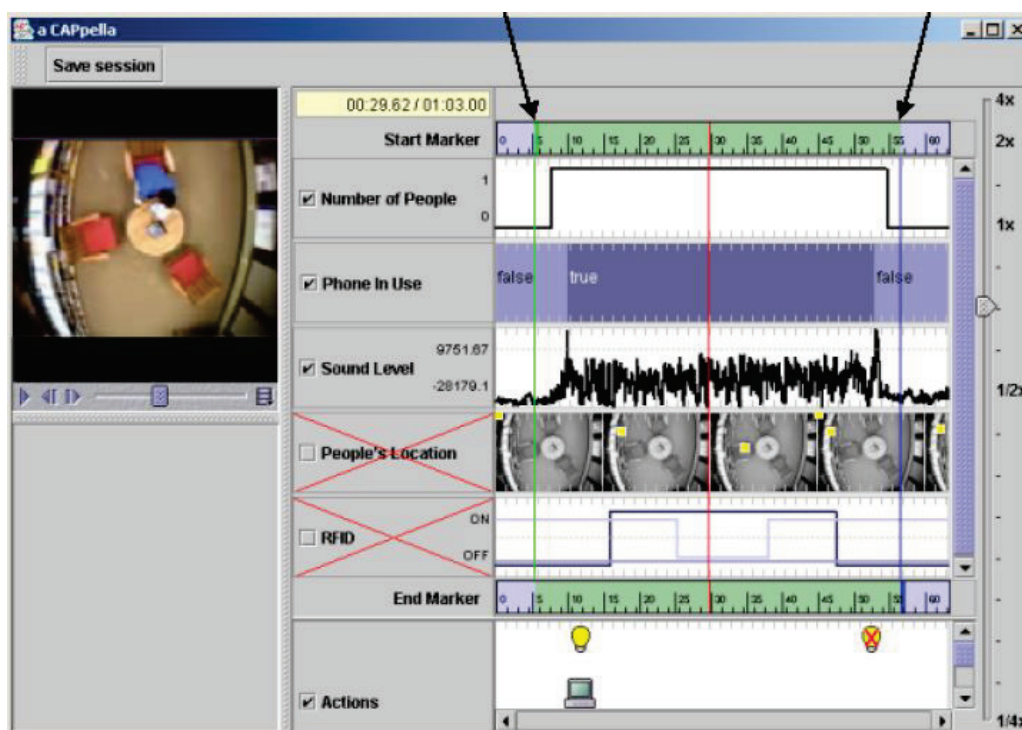 a CAPpella
Save session
00:29.62 / 01:03.00
4x
Start Marker
0 5 10 15 20 25 30 35 40 45 50 55 60
2x
Number of People
1
0
1x
Phone In Use
false true false
Sound Level
9751.67
-28179.1
1/2x
People's Location
RFID
ON
OFF
End Marker
0 5 10 15 20 25 30 35 40 45 50 55 60
Actions
1/4x